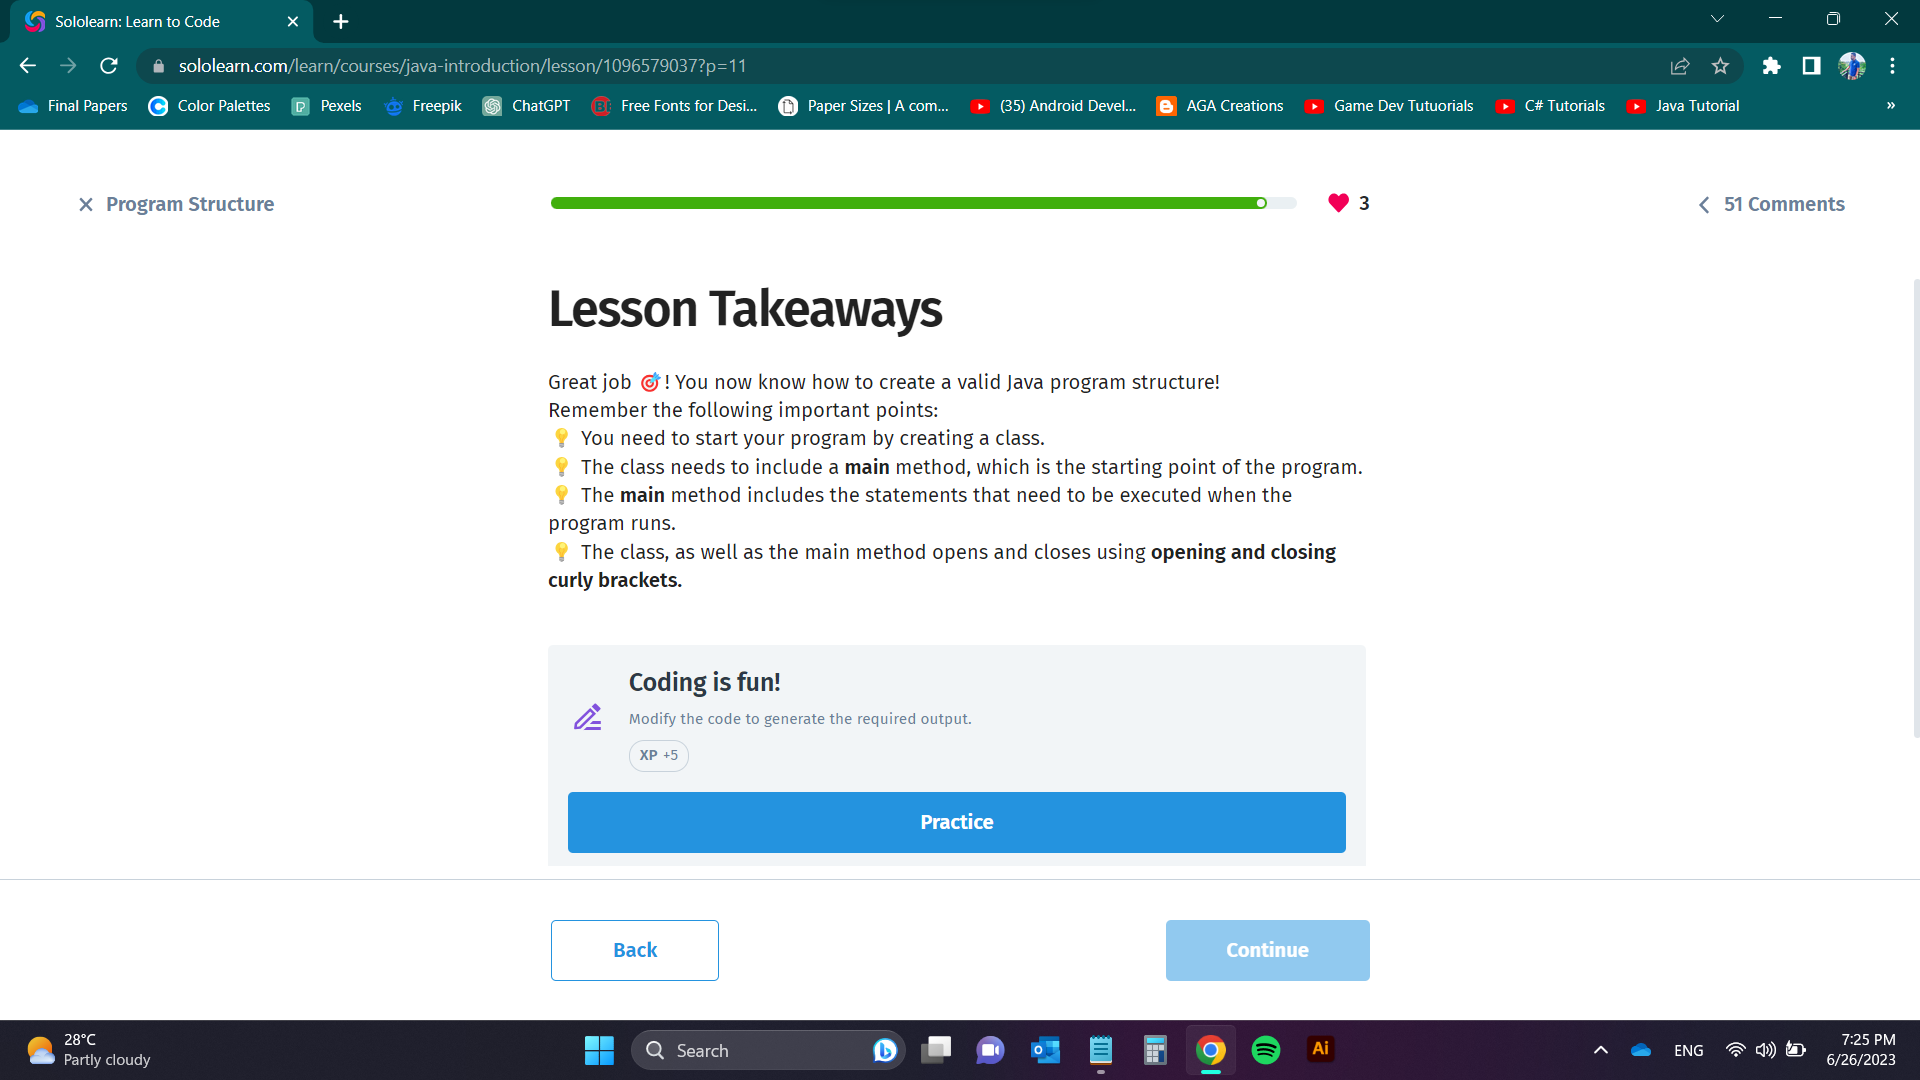 Sololearn: Learn to Code
sololearn.com/learn/courses/java-introduction/lesson/1096579037?p=11
Final Papers
Color Palettes
Pexels
Freepik
ChatGPT
Free Fonts for Desi...
Paper Sizes | A com...
(35) Android Devel...
AGA Creations
Game Dev Tutuorials
C# Tutorials
Java Tutorial
»
Program Structure
3
51 Comments
Lesson Takeaways
Great job 🎯! You now know how to create a valid Java program structure!
Remember the following important points:
💡 You need to start your program by creating a class.
💡 The class needs to include a main method, which is the starting point of the program.
💡 The main method includes the statements that need to be executed when the
program runs.
💡 The class, as well as the main method opens and closes using opening and closing
curly brackets.
Coding is fun!
Modify the code to generate the required output.
XP +5
Practice
Back
Continue
28°C
Partly cloudy
Search
Ai
ENG
7:25 PM
6/26/2023